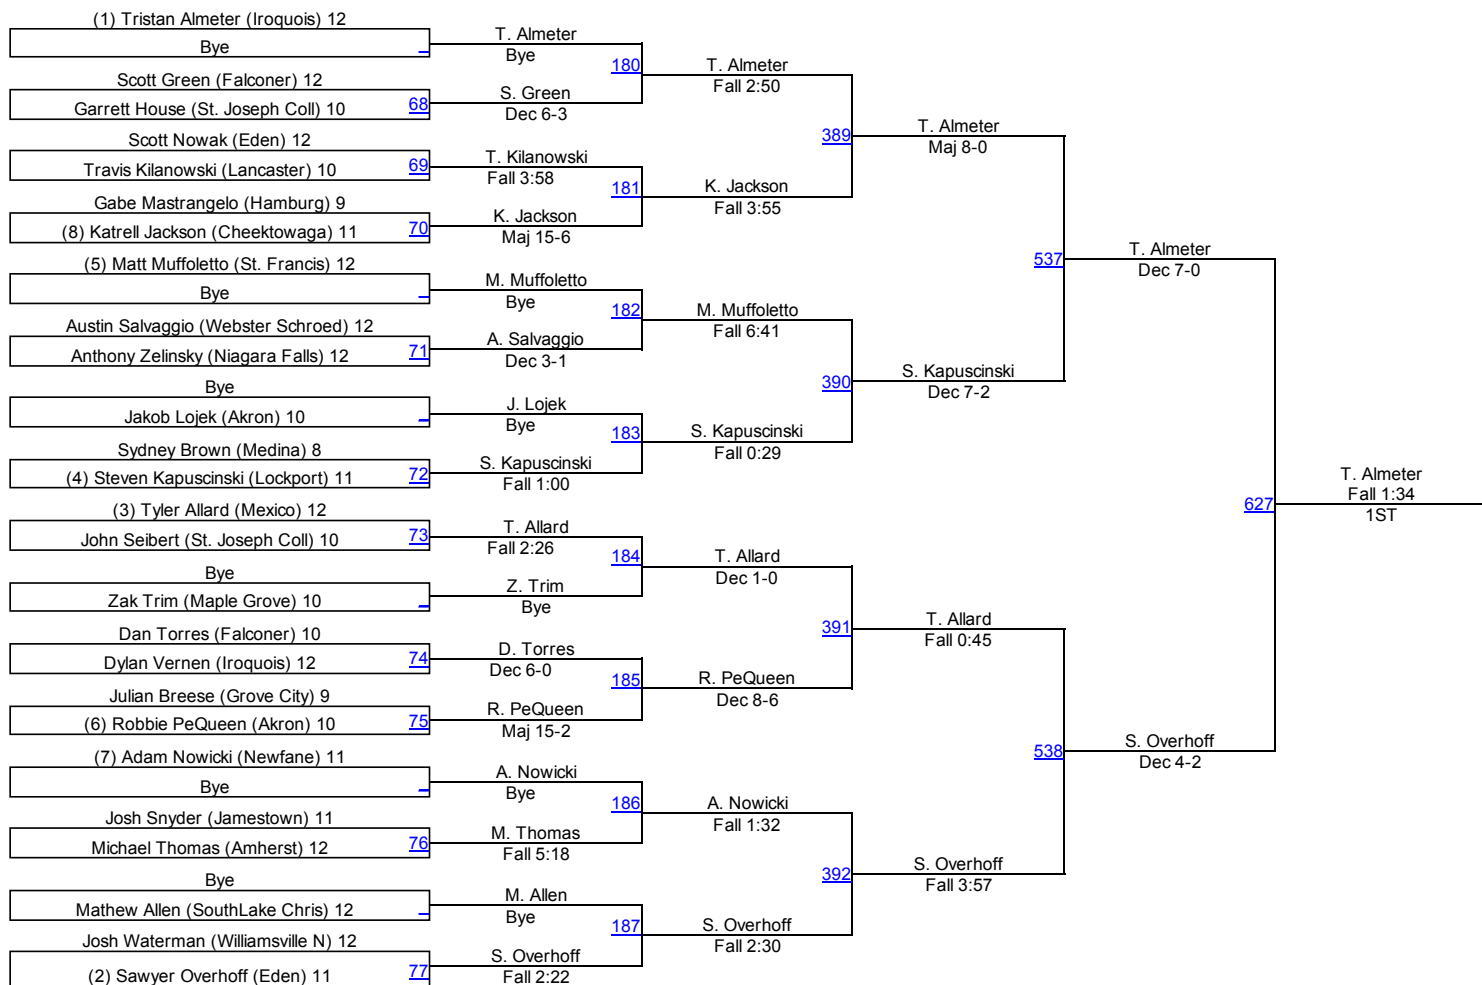 (1) Tristan Almeter (Iroquois) 12
Bye
Scott Green (Falconer) 12
Garrett House (St. Joseph Coll) 10
68
Scott Nowak (Eden) 12
Travis Kilanowski (Lancaster) 10
69
Gabe Mastrangelo (Hamburg) 9
(8) Katrell Jackson (Cheektowaga) 11
70
(5) Matt Muffoletto (St. Francis) 12
Bye
Austin Salvaggio (Webster Schroed) 12
Anthony Zelinsky (Niagara Falls) 12
71
Bye
Jakob Lojek (Akron) 10
Sydney Brown (Medina) 8
(4) Steven Kapuscinski (Lockport) 11
72
(3) Tyler Allard (Mexico) 12
John Seibert (St. Joseph Coll) 10
73
Bye
Zak Trim (Maple Grove) 10
Dan Torres (Falconer) 10
Dylan Vernen (Iroquois) 12
74
Julian Breese (Grove City) 9
(6) Robbie PeQueen (Akron) 10
75
(7) Adam Nowicki (Newfane) 11
Bye
Josh Snyder (Jamestown) 11
Michael Thomas (Amherst) 12
76
Bye
Mathew Allen (SouthLake Chris) 12
Josh Waterman (Williamsville N) 12
(2) Sawyer Overhoff (Eden) 11
77
T. Almeter
Bye
180
S. Green
Dec 6-3
T. Kilanowski
Fall 3:58
181
K. Jackson
Maj 15-6
M. Muffoletto
Bye
182
A. Salvaggio
Dec 3-1
J. Lojek
Bye
183
S. Kapuscinski
Fall 1:00
T. Allard
Fall 2:26
184
Z. Trim
Bye
D. Torres
Dec 6-0
185
R. PeQueen
Maj 15-2
A. Nowicki
Bye
186
M. Thomas
Fall 5:18
M. Allen
Bye
187
S. Overhoff
Fall 2:22
T. Almeter
Fall 2:50
389
K. Jackson
Fall 3:55
M. Muffoletto
Fall 6:41
390
S. Kapuscinski
Fall 0:29
T. Allard
Dec 1-0
391
R. PeQueen
Dec 8-6
A. Nowicki
Fall 1:32
392
S. Overhoff
Fall 2:30
T. Almeter
Maj 8-0
537
S. Kapuscinski
Dec 7-2
T. Allard
Fall 0:45
538
S. Overhoff
Fall 3:57
T. Almeter
Dec 7-0
627
S. Overhoff
Dec 4-2
T. Almeter
Fall 1:34
1ST